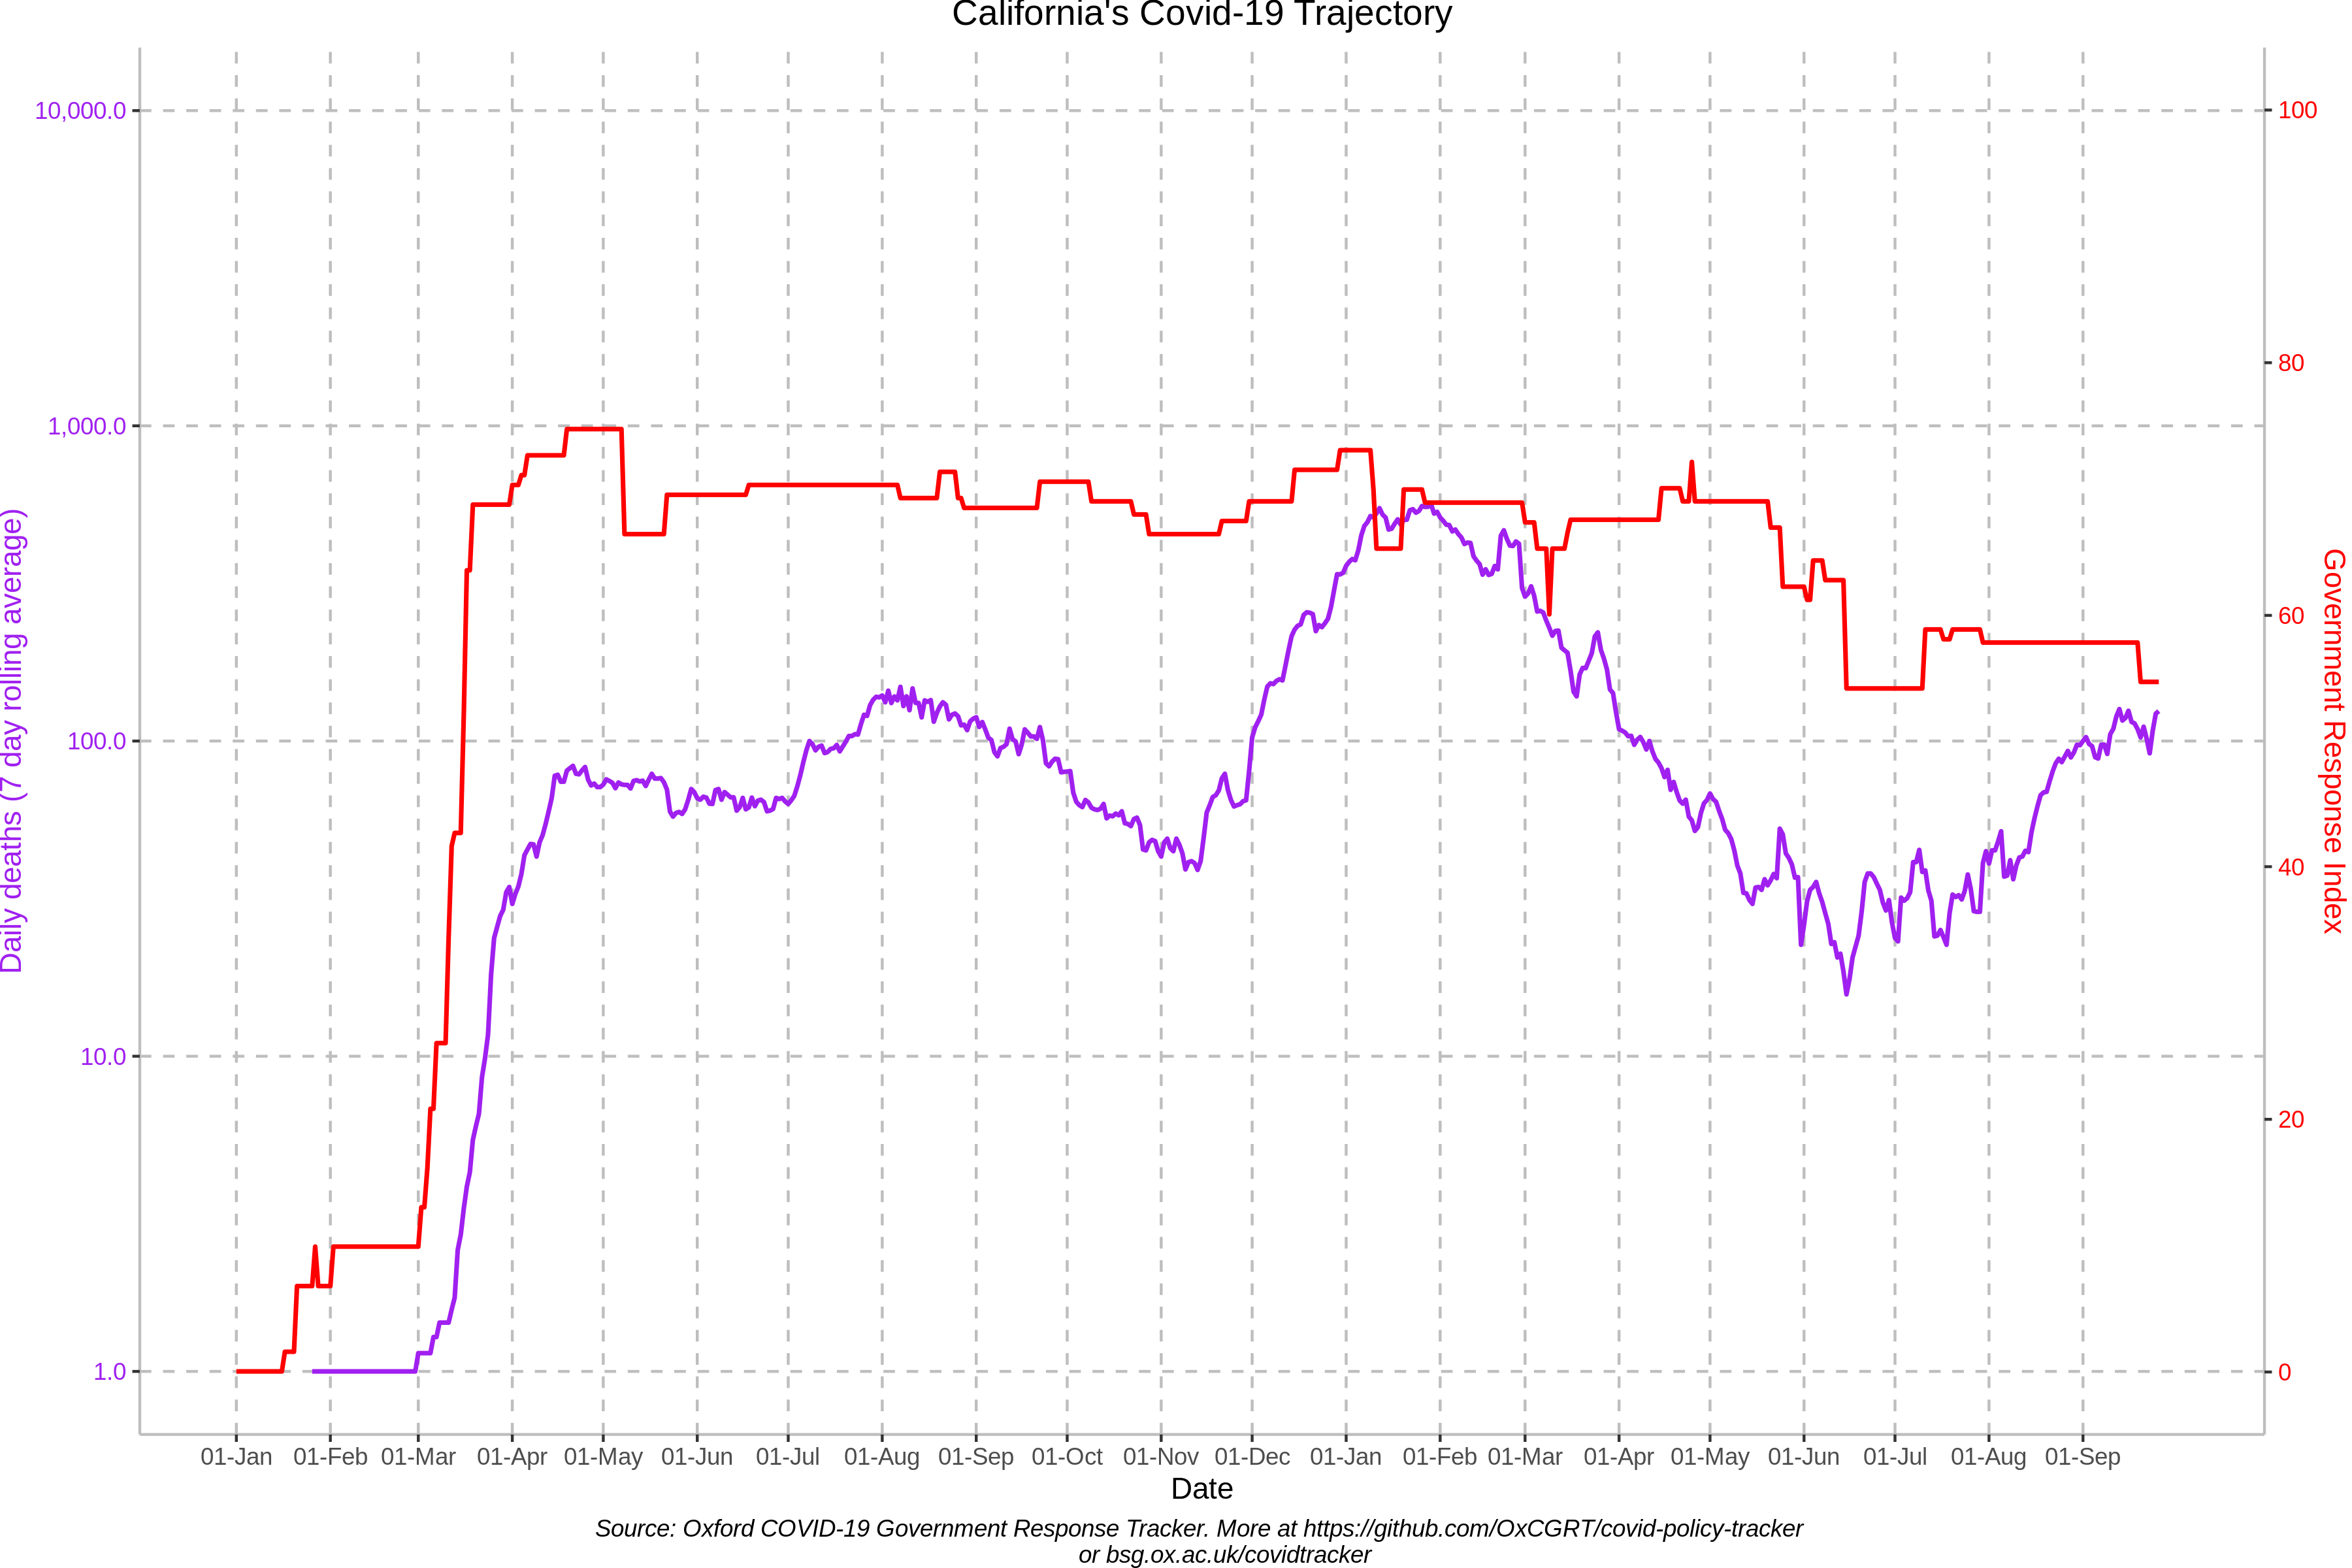 California's Covid-19 Trajectory
Daily deaths (7 day rolling average)
10,000.0
1,000.0
100.0
10.0
1.0
100
80
60
40
20
0
Government Response Index
01-Jan 01-Feb 01-Mar 01-Apr 01-May 01-Jun 01-Jul 01-Aug 01-Sep 01-Oct 01-Nov 01-Dec 01-Jan 01-Feb 01-Mar 01-Apr 01-May 01-Jun 01-Jul 01-Aug 01-Sep
Date
Source: Oxford COVID-19 Government Response Tracker. More at https://github.com/OxCGRT/covid-policy-tracker
or bsg.ox.ac.uk/covidtracker